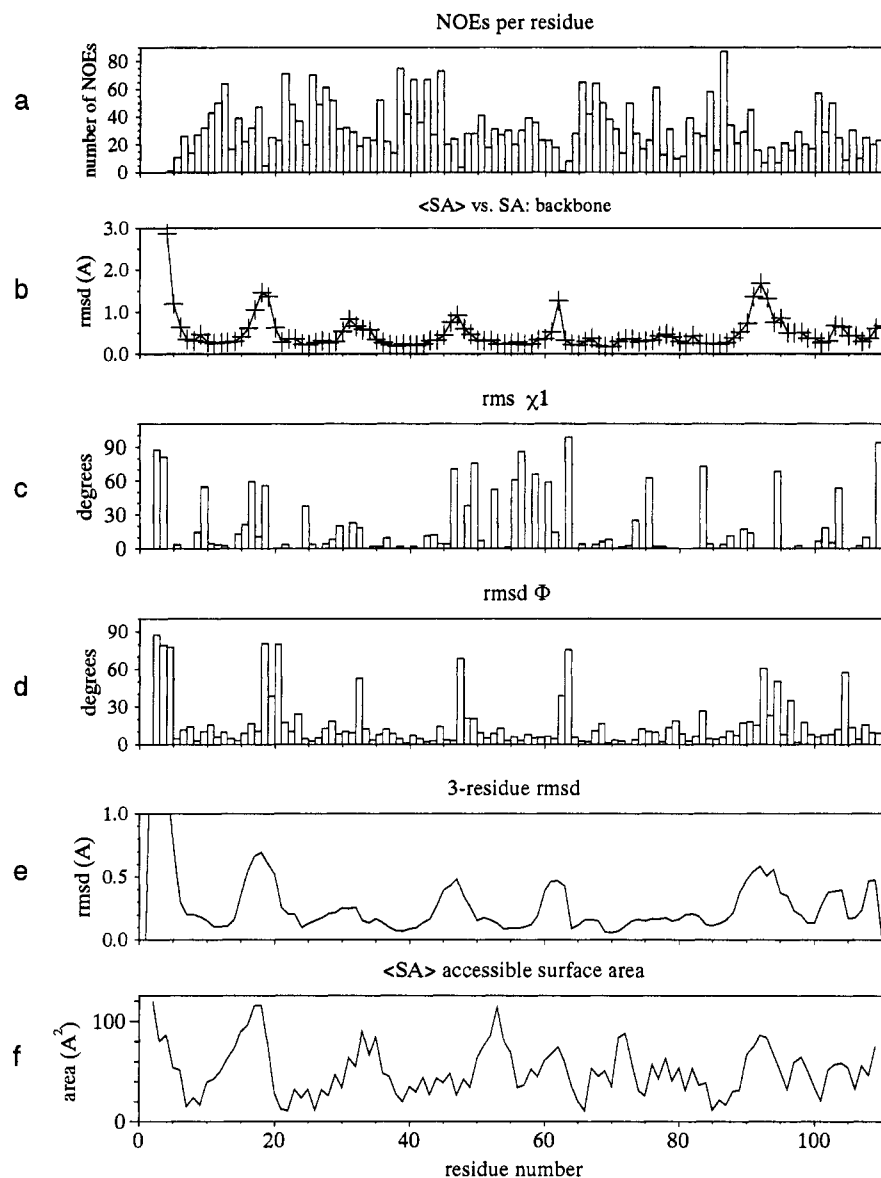 NOEs per residue
a
number of NOEs
80
60
40
20
0
<SA> vs. SA: backbone
b
rmsd (A)
3.0
2.0
1.0
0.0
rms χ1
c
degrees
90
60
30
0
rmsd Φ
d
degrees
90
60
30
0
3-residue rmsd
e
rmsd (A)
1.0
0.5
0.0
<SA> accessible surface area
f
area (A²)
100
0
0 20 40 60 80 100
residue number